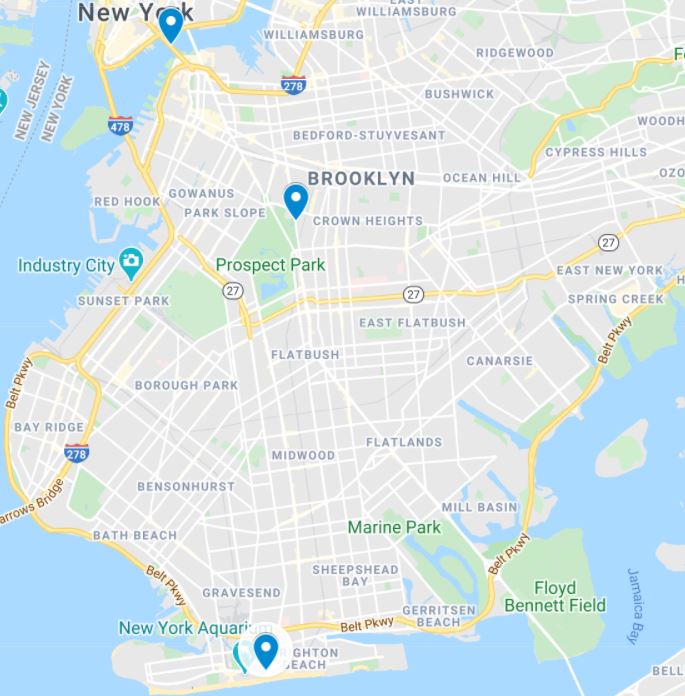 EAST
WILLIAMSBURG
New York
WILLIAMSBURG
RIDGEWOOD
278
BUSHWICK
NEW JERSEY
NEW YORK
478
BEDFORD-STUYVESANT
CYPRESS HILLS
BROOKLYN
OCEAN HILL
GOWANUS
RED HOOK
PARK SLOPE
CROWN HEIGHTS
27
Industry City
Prospect Park
EAST NEW YORK
27
27
SUNSET PARK
SPRING CREEK
EAST FLATBUSH
Belt Pkwy
FLATBUSH
CANARSIE
Belt Pkwy
BOROUGH PARK
BAY RIDGE
FLATLANDS
278
MIDWOOD
BENSONHURST
arrows Bridge
MILL BASIN
BATH BEACH
Marine Park
Belt Pkwy
Belt Pkwy
SHEEPSHEAD
BAY
Floyd
Bennett Field
Jamaica Bay
GRAVESEND
GERRITSEN
BEACH
New York Aquarium
Belt Pkwy
RIGHTON
BEACH
BELL